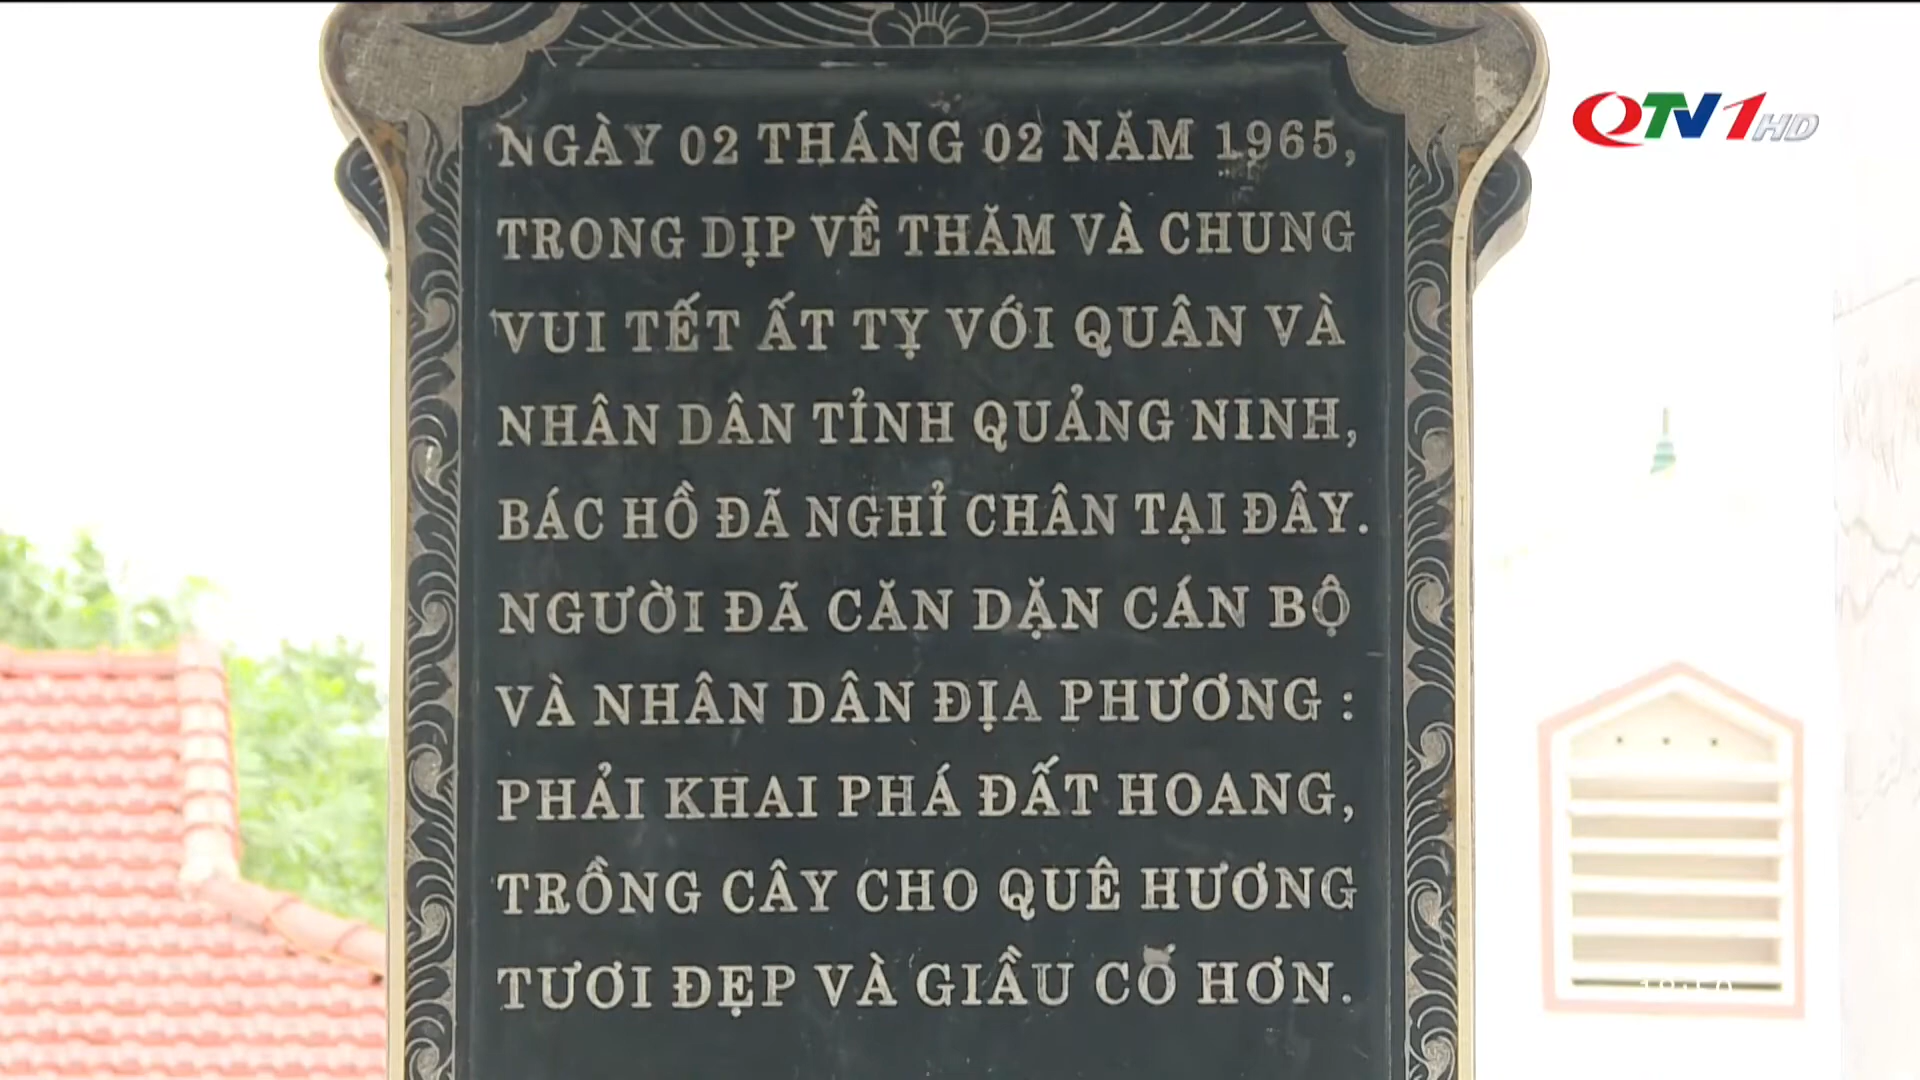 QTV1HD
NGÀY 02 THÁNG 02 NĂM 1965,
TRONG DỊP VỀ THĂM VÀ CHUNG
VUI TẾT ẤT TỴ VỚI QUÂN VÀ
NHÂN DÂN TỈNH QUẢNG NINH,
BÁC HỒ ĐÃ NGHỈ CHÂN TẠI ĐÂY.
NGƯỜI ĐÃ CĂN DẶN CÁN BỘ
VÀ NHÂN DÂN ĐỊA PHƯƠNG :
PHẢI KHAI PHÁ ĐẤT HOANG,
TRỒNG CÂY CHO QUÊ HƯƠNG
TƯƠI ĐẸP VÀ GIẦU CÓ HƠN.